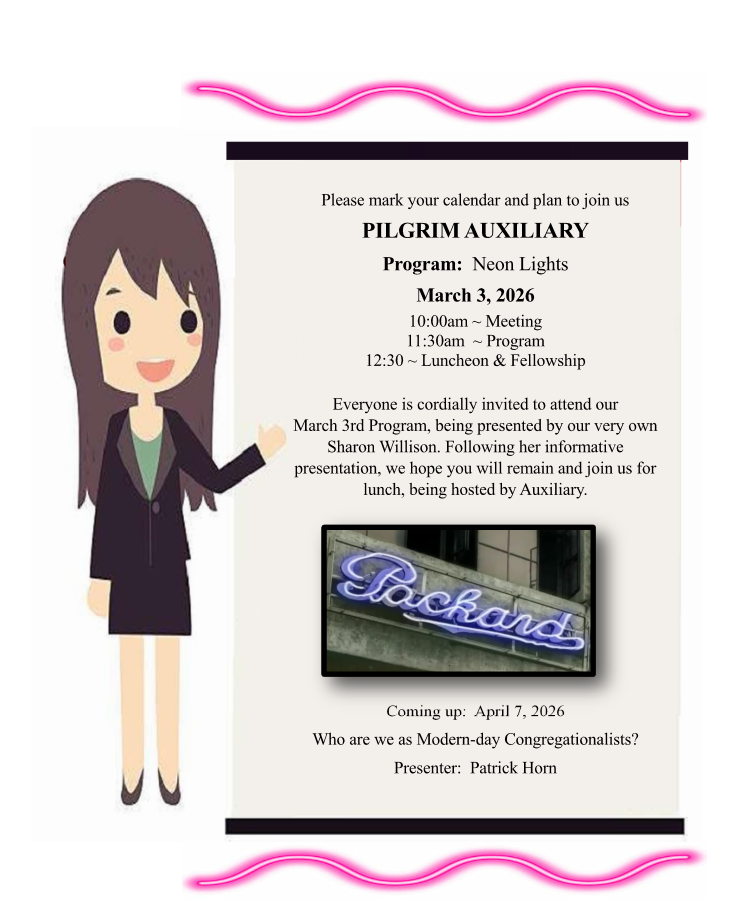 Please mark your calendar and plan to join us
PILGRIM AUXILIARY
Program:  Neon Lights
March 3, 2026
10:00am ~ Meeting
11:30am  ~ Program
12:30 ~ Luncheon & Fellowship
Everyone is cordially invited to attend our
March 3rd Program, being presented by our very own
Sharon Willison. Following her informative
presentation, we hope you will remain and join us for
lunch, being hosted by Auxiliary.
Packard
Coming up:  April 7, 2026
Who are we as Modern-day Congregationalists?
Presenter:  Patrick Horn